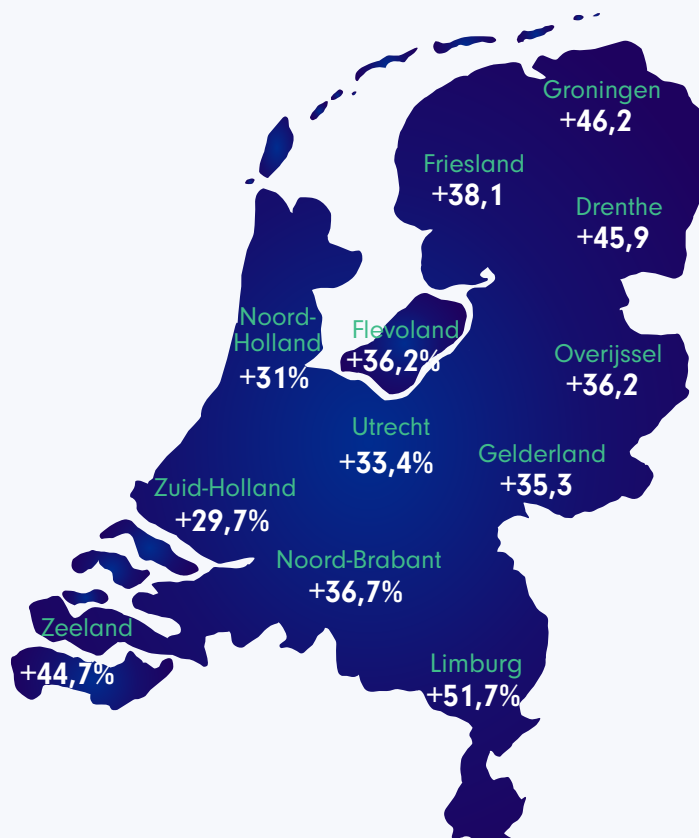 Groningen
+46,2
Friesland
+38,1
Drenthe
+45,9
Noord-
Holland
+31%
Flevoland
+36,2%
Overijssel
+36,2
Utrecht
+33,4%
Gelderland
+35,3
Zuid-Holland
+29,7%
Noord-Brabant
+36,7%
Zeeland
+44,7%
Limburg
+51,7%